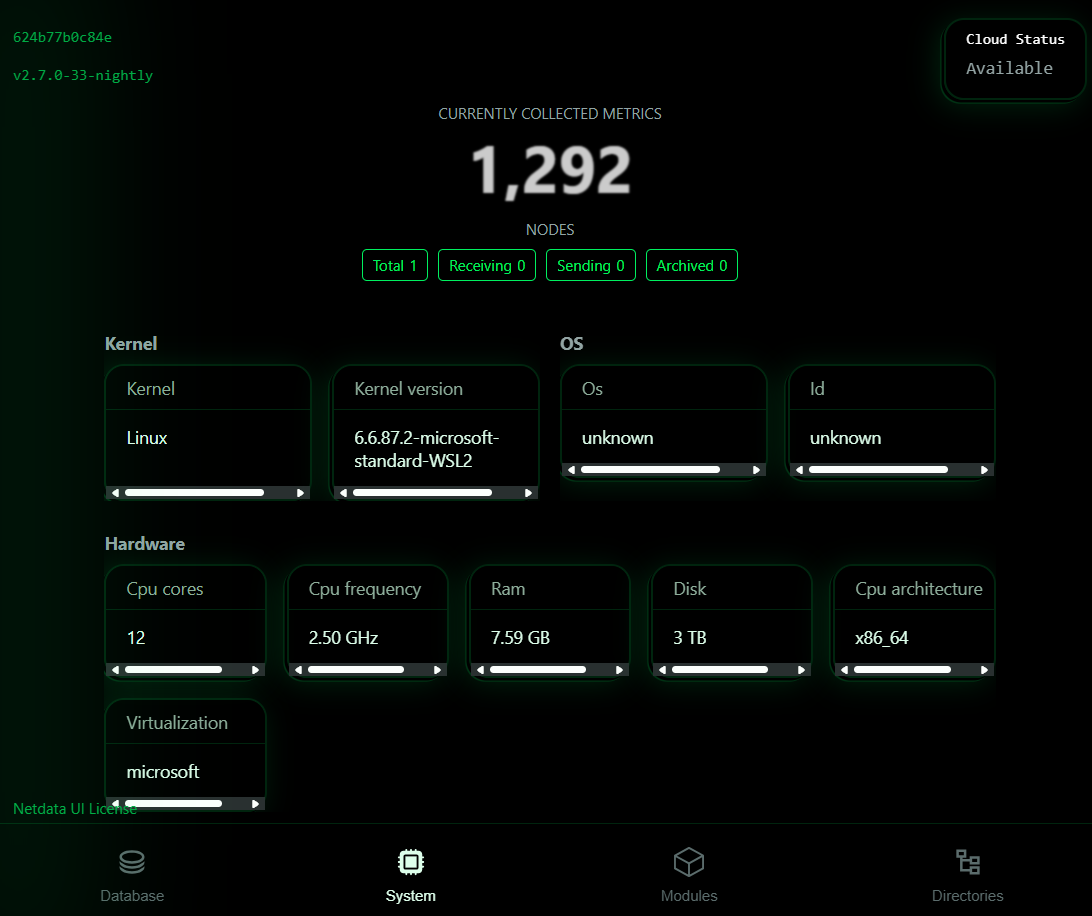 624b77b0c84e
v2.7.0-33-nightly
Cloud Status
Available
CURRENTLY COLLECTED METRICS
1,292
NODES
Total 1
Receiving 0
Sending 0
Archived 0
Kernel
Kernel
Linux
Kernel version
6.6.87.2-microsoft-
standard-WSL2
OS
Os
unknown
Id
unknown
Hardware
Cpu cores
12
Cpu frequency
2.50 GHz
Ram
7.59 GB
Disk
3 TB
Cpu architecture
x86_64
Virtualization
microsoft
Netdata UI License
Database
System
Modules
Directories